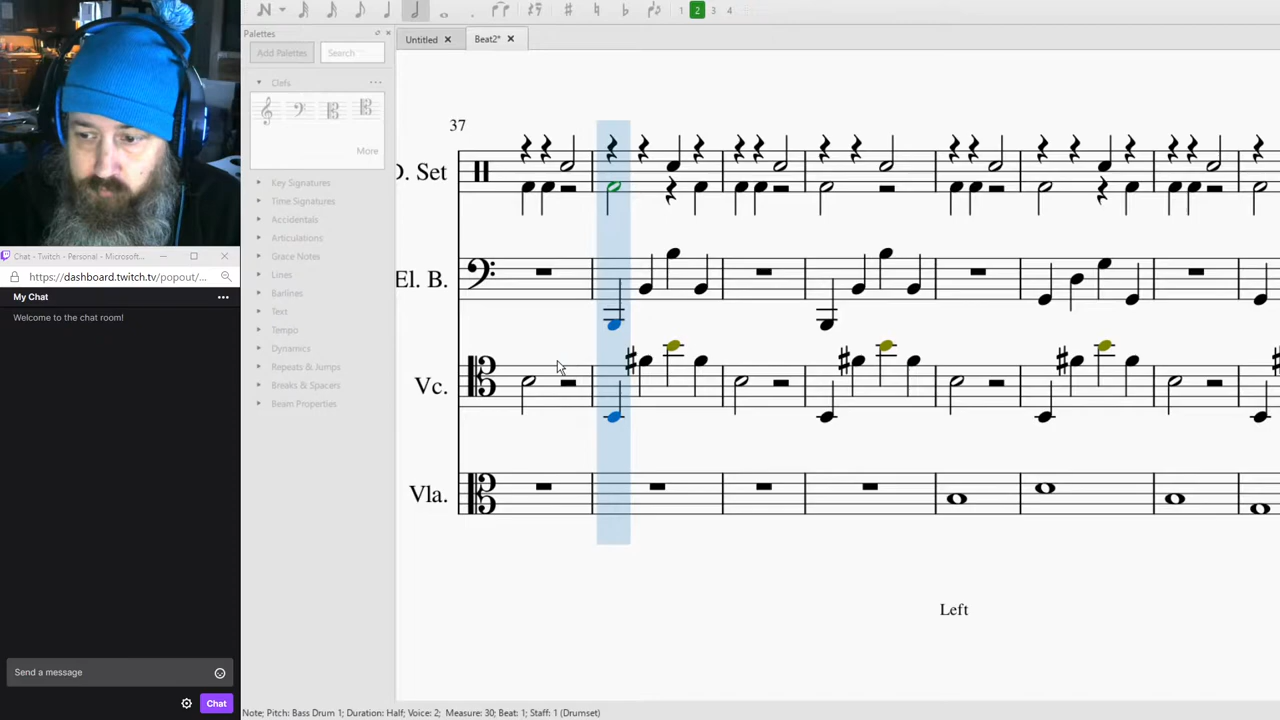 1 2 3 4
Palettes
Untitled
Beat2*
Add Palettes
Search
Clefs
More
Key Signatures
Time Signatures
Accidentals
Articulations
Grace Notes
Lines
Barlines
Text
Tempo
Dynamics
Repeats & Jumps
Breaks & Spacers
Beam Properties
Chat - Twitch - Personal - Microsoft...
https://dashboard.twitch.tv/popout/...
My Chat
Welcome to the chat room!
Send a message
Chat
37
D. Set
El. B.
Vc.
Vla.
Left
Note; Pitch: Bass Drum 1; Duration: Half; Voice: 2; Measure: 30; Beat: 1; Staff: 1 (Drumset)